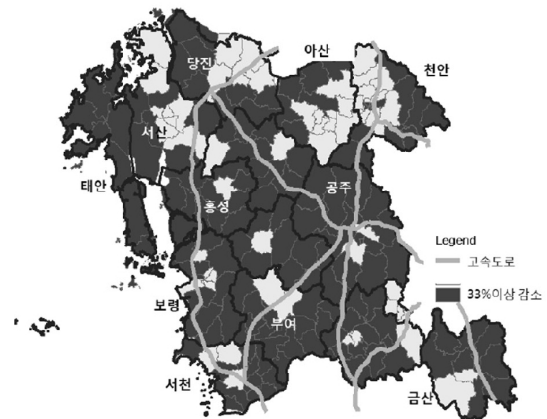 아산
천안
당진
서산
태안
공주
홍성
Legend
고속도로
33%이상 감소
보령
부여
서천
금산